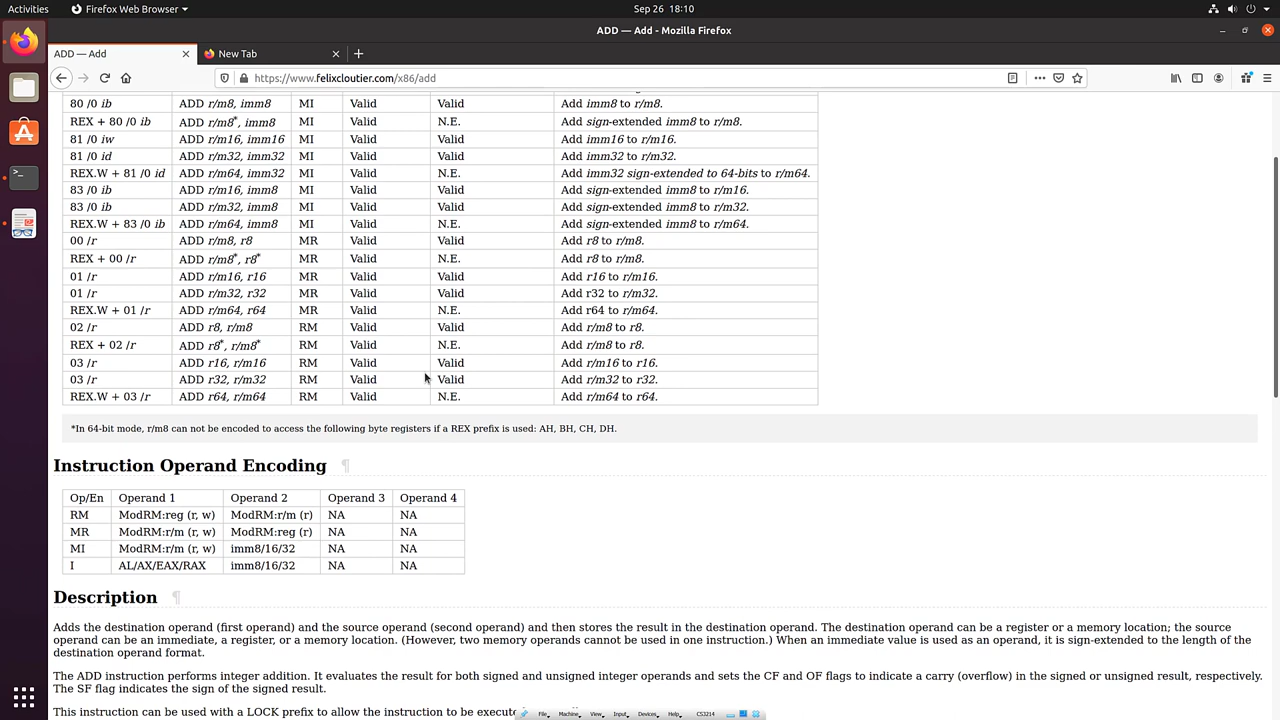 Activities Firefox Web Browser Sep 26 18:10
ADD — Add - Mozilla Firefox
ADD — Add New Tab
https://www.felixcloutier.com/x86/add
80 /0 ib ADD r/m8, imm8 MI Valid Valid Add imm8 to r/m8.
REX + 80 /0 ib ADD r/m8*, imm8 MI Valid N.E. Add sign-extended imm8 to r/m8.
81 /0 iw ADD r/m16, imm16 MI Valid Valid Add imm16 to r/m16.
81 /0 id ADD r/m32, imm32 MI Valid Valid Add imm32 to r/m32.
REX.W + 81 /0 id ADD r/m64, imm32 MI Valid N.E. Add imm32 sign-extended to 64-bits to r/m64.
83 /0 ib ADD r/m16, imm8 MI Valid Valid Add sign-extended imm8 to r/m16.
83 /0 ib ADD r/m32, imm8 MI Valid Valid Add sign-extended imm8 to r/m32.
REX.W + 83 /0 ib ADD r/m64, imm8 MI Valid N.E. Add sign-extended imm8 to r/m64.
00 /r ADD r/m8, r8 MR Valid Valid Add r8 to r/m8.
REX + 00 /r ADD r/m8*, r8* MR Valid N.E. Add r8 to r/m8.
01 /r ADD r/m16, r16 MR Valid Valid Add r16 to r/m16.
01 /r ADD r/m32, r32 MR Valid Valid Add r32 to r/m32.
REX.W + 01 /r ADD r/m64, r64 MR Valid N.E. Add r64 to r/m64.
02 /r ADD r8, r/m8 RM Valid Valid Add r/m8 to r8.
REX + 02 /r ADD r8*, r/m8* RM Valid N.E. Add r/m8 to r8.
03 /r ADD r16, r/m16 RM Valid Valid Add r/m16 to r16.
03 /r ADD r32, r/m32 RM Valid Valid Add r/m32 to r32.
REX.W + 03 /r ADD r64, r/m64 RM Valid N.E. Add r/m64 to r64.
*In 64-bit mode, r/m8 can not be encoded to access the following byte registers if a REX prefix is used: AH, BH, CH, DH.
Instruction Operand Encoding ¶
Op/En Operand 1 Operand 2 Operand 3 Operand 4
RM ModRM:reg (r, w) ModRM:r/m (r) NA NA
MR ModRM:r/m (r, w) ModRM:reg (r) NA NA
MI ModRM:r/m (r, w) imm8/16/32 NA NA
I AL/AX/EAX/RAX imm8/16/32 NA NA
Description ¶
Adds the destination operand (first operand) and the source operand (second operand) and then stores the result in the destination operand. The destination operand can be a register or a memory location; the source
operand can be an immediate, a register, or a memory location. (However, two memory operands cannot be used in one instruction.) When an immediate value is used as an operand, it is sign-extended to the length of the
destination operand format.
The ADD instruction performs integer addition. It evaluates the result for both signed and unsigned integer operands and sets the CF and OF flags to indicate a carry (overflow) in the signed or unsigned result, respectively.
The SF flag indicates the sign of the signed result.
This instruction can be used with a LOCK prefix to allow the instruction to be execute
File Machine View Input Devices Help CS3214